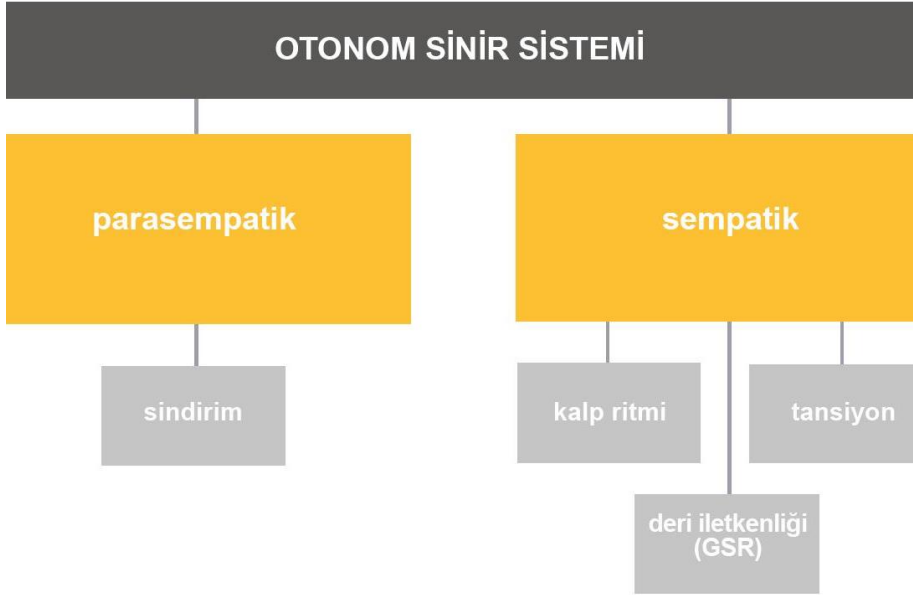 OTONOM SİNİR SİSTEMİ
parasempatik
sempatik
sindirim
kalp ritmi
tansiyon
deri iletkenliği
(GSR)